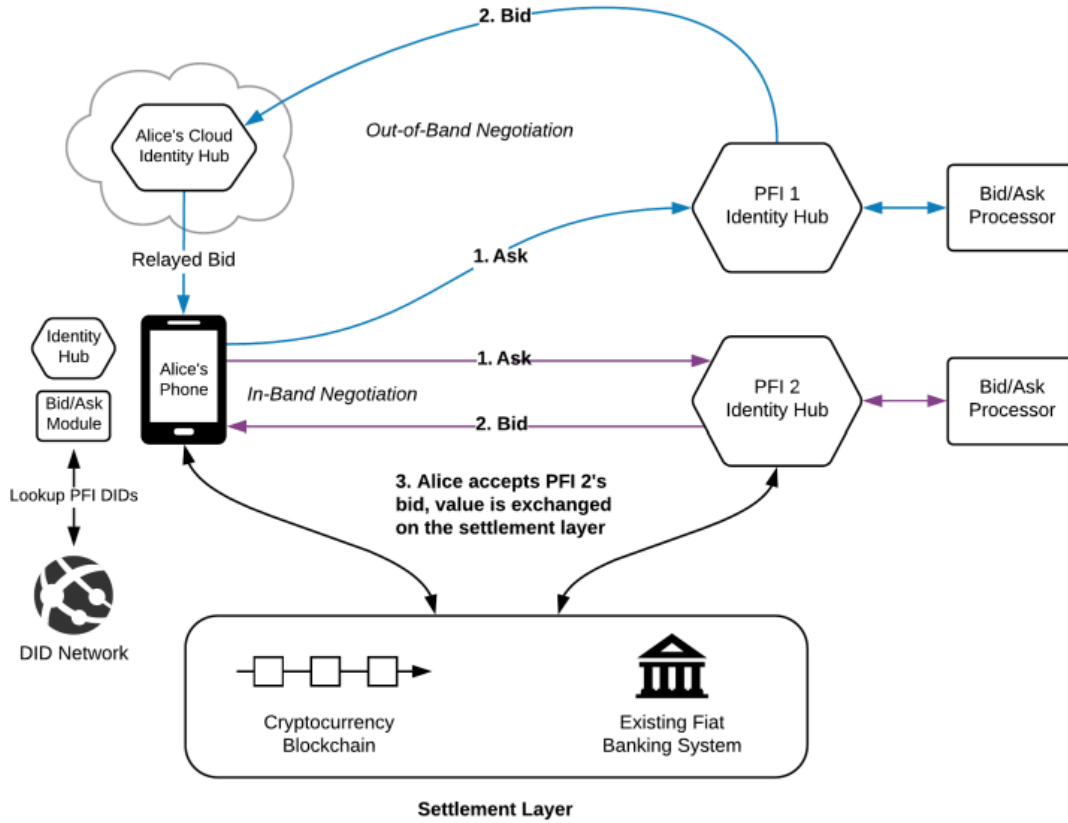 2. Bid
Alice's Cloud
Identity Hub
Out-of-Band Negotiation
PFI 1
Identity Hub
Bid/Ask
Processor
Relayed Bid
1. Ask
Identity
Hub
Alice's
Phone
1. Ask
PFI 2
Identity Hub
Bid/Ask
Processor
Bid/Ask
Module
In-Band Negotiation
2. Bid
Lookup PFI DIDs
3. Alice accepts PFI 2's
bid, value is exchanged
on the settlement layer
DID Network
Cryptocurrency
Blockchain
Existing Fiat
Banking System
Settlement Layer